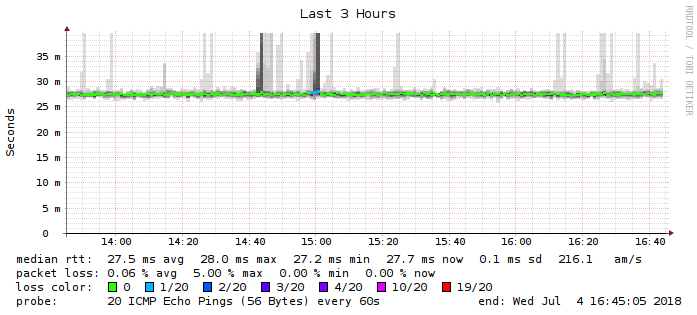 Last 3 Hours
RRDTOOL / TOBI OETIKER
Seconds
35 m
30 m
25 m
20 m
15 m
10 m
5 m
0
14:00 14:20 14:40 15:00 15:20 15:40 16:00 16:20 16:40
median rtt: 27.5 ms avg 28.0 ms max 27.2 ms min 27.7 ms now 0.1 ms sd 216.1 am/s
packet loss: 0.06 % avg 5.00 % max 0.00 % min 0.00 % now
loss color: 0 1/20 2/20 3/20 4/20 10/20 19/20
probe: 20 ICMP Echo Pings (56 Bytes) every 60s end: Wed Jul 4 16:45:05 2018